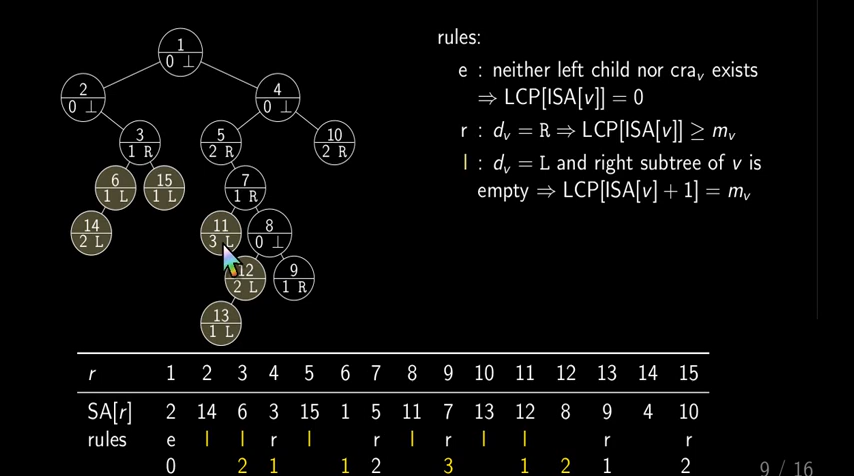 rules:
e : neither left child nor cra_v exists
⇒ LCP[ISA[v]] = 0
r : d_v = R ⇒ LCP[ISA[v]] ≥ m_v
l : d_v = L and right subtree of v is
empty ⇒ LCP[ISA[v] + 1] = m_v
1
0 ⊥
2
0 ⊥
4
0 ⊥
3
1 R
5
2 R
10
2 R
6
1 L
15
1 L
7
1 R
14
2 L
11
3 L
8
0 ⊥
12
2 L
9
1 R
13
1 L
r 1 2 3 4 5 6 7 8 9 10 11 12 13 14 15
SA[r] 2 14 6 3 15 1 5 11 7 13 12 8 9 4 10
rules e l l r l r l r l l r r
0 2 1 1 2 3 1 2 1 2
9 / 16